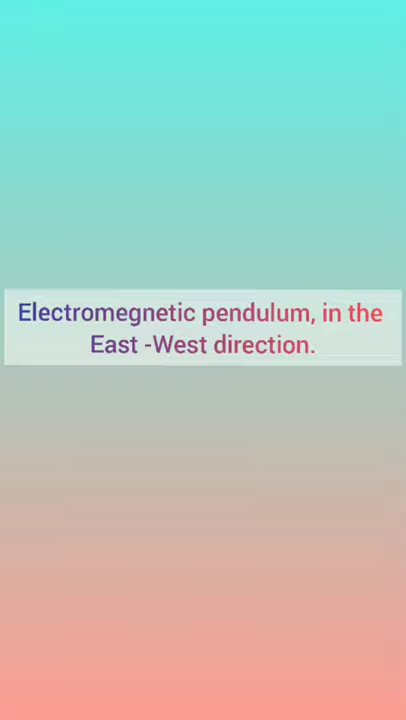 Electromegnetic pendulum, in the
East -West direction.